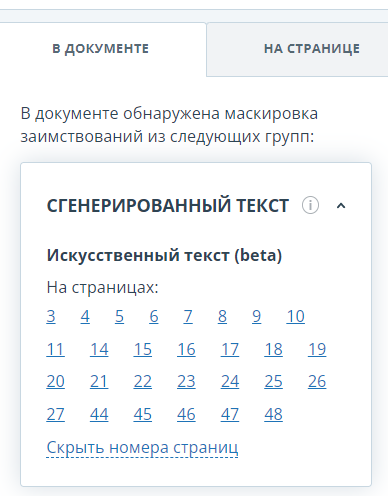 В ДОКУМЕНТЕ НА СТРАНИЦЕ
В документе обнаружена маскировка
заимствований из следующих групп:
СГЕНЕРИРОВАННЫЙ ТЕКСТ
Искусственный текст (beta)
На страницах:
3 4 5 6 7 8 9 10
11 14 15 16 17 18 19
20 21 22 23 24 25 26
27 44 45 46 47 48
Скрыть номера страниц